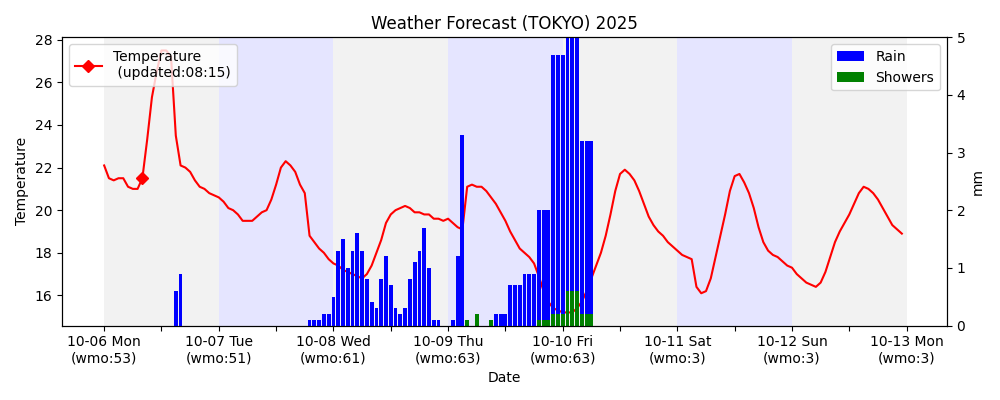 Weather Forecast (TOKYO) 2025
Temperature
(updated:08:15)
Rain
Showers
28
26
24
22
20
18
16
5
4
3
2
1
0
Temperature
mm
10-06 Mon
(wmo:53)
10-07 Tue
(wmo:51)
10-08 Wed
(wmo:61)
10-09 Thu
(wmo:63)
10-10 Fri
(wmo:63)
10-11 Sat
(wmo:3)
10-12 Sun
(wmo:3)
10-13 Mon
(wmo:3)
Date